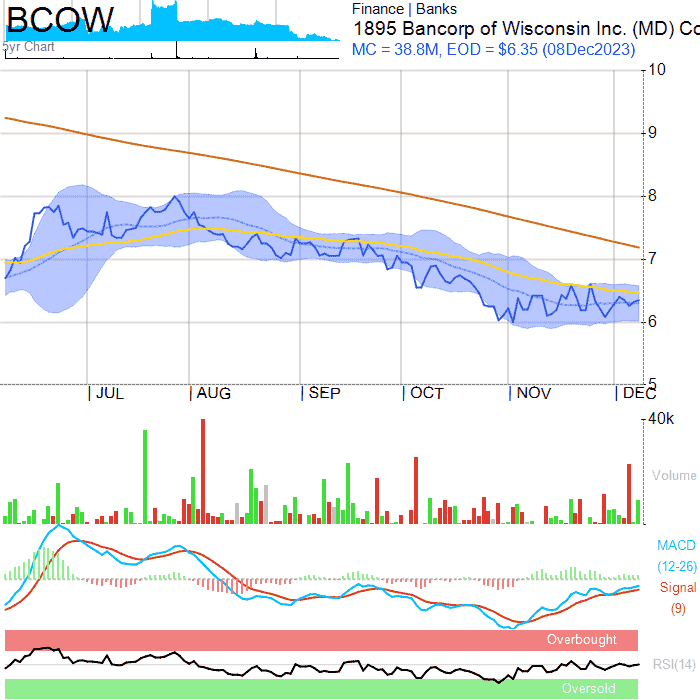 BCOW
5yr Chart
Finance | Banks
1895 Bancorp of Wisconsin Inc. (MD) Co
MC = 38.8M, EOD = $6.35 (08Dec2023)
10
9
8
7
6
5
JUL AUG SEP OCT NOV DEC
40k
Volume
MACD
(12-26)
Signal
(9)
Overbought
RSI(14)
Oversold